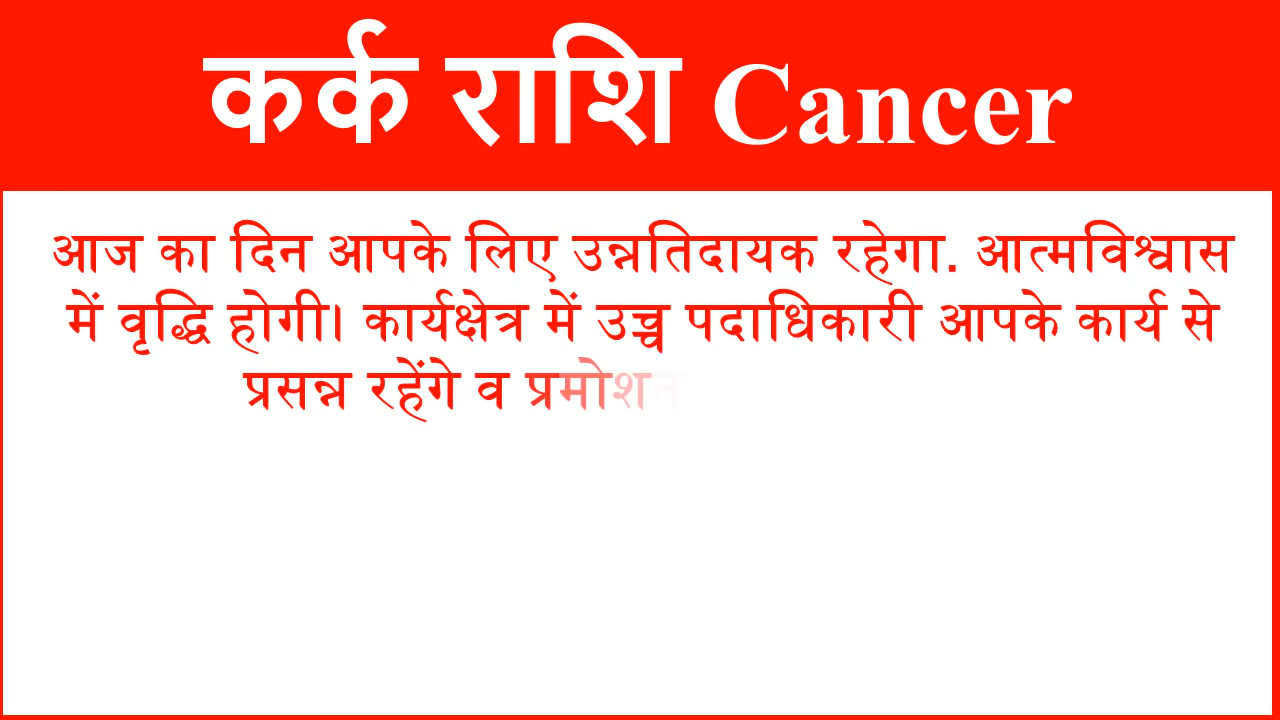 कर्क राशि Cancer
आज का दिन आपके लिए उन्नतिदायक रहेगा. आत्मविश्वास
में वृद्धि होगी। कार्यक्षेत्र में उच्च पदाधिकारी आपके कार्य से
प्रसन्न रहेंगे व प्रमोशन